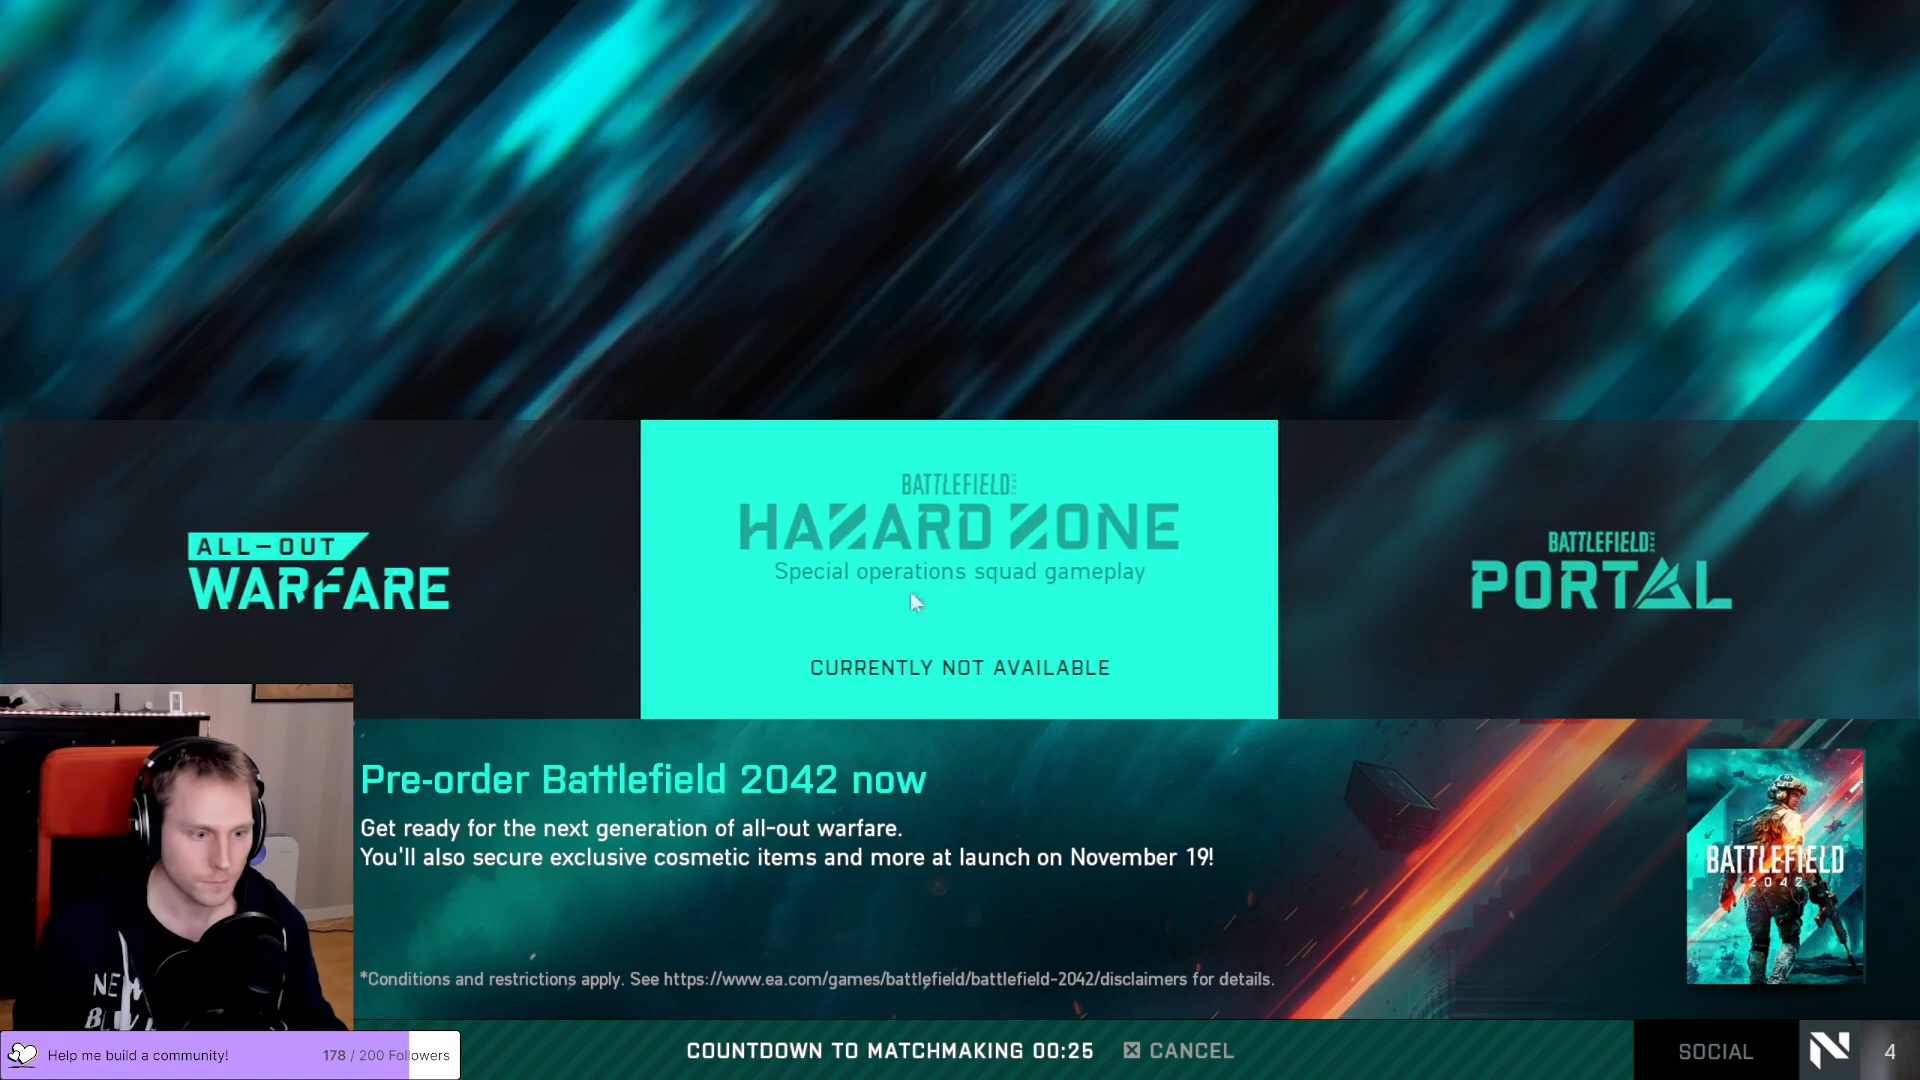 ALL-OUT
WARFARE
BATTLEFIELD
HAZARD ZONE
Special operations squad gameplay
CURRENTLY NOT AVAILABLE
BATTLEFIELD
PORTAL
Pre-order Battlefield 2042 now
Get ready for the next generation of all-out warfare.
You'll also secure exclusive cosmetic items and more at launch on November 19!
*Conditions and restrictions apply. See https://www.ea.com/games/battlefield/battlefield-2042/disclaimers for details.
BATTLEFIELD
2042
Help me build a community!
178 / 200 Followers
COUNTDOWN TO MATCHMAKING 00:25
CANCEL
SOCIAL
4